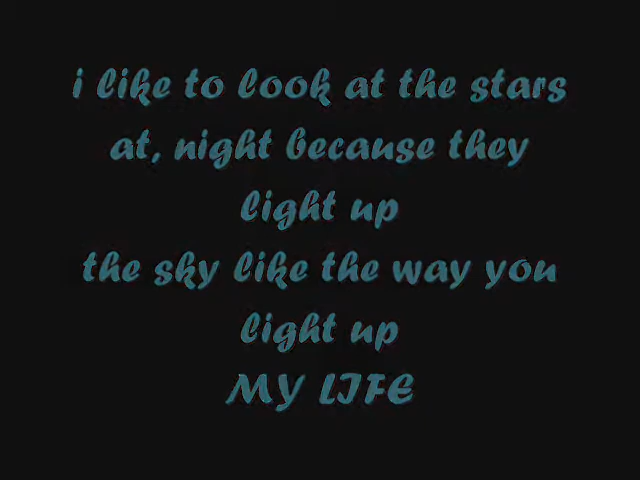 i like to look at the stars
at, night because they
light up
the sky like the way you
light up
MY LIFE